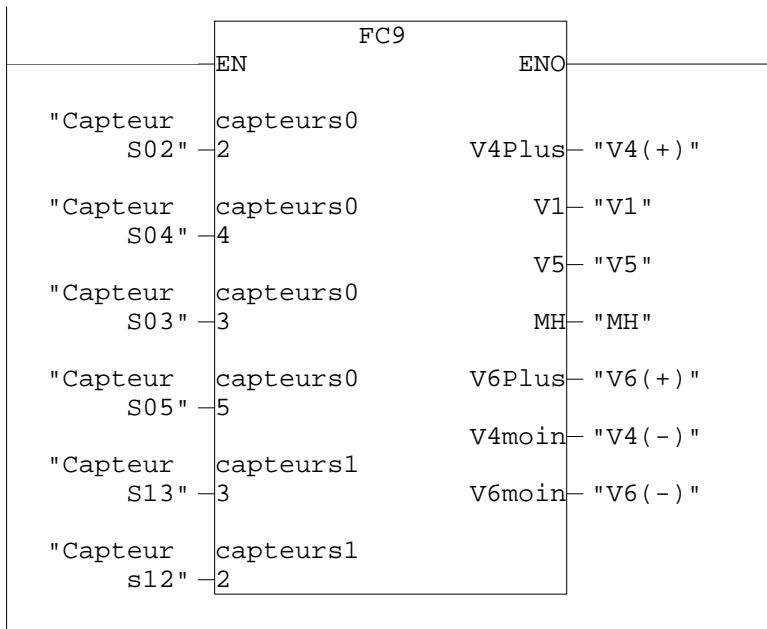 FC9
EN ENO
"Capteur capteurs0
S02" 2 V4Plus "V4(+)"
"Capteur capteurs0 V1 "V1"
S04" 4
V5 "V5"
"Capteur capteurs0
S03" 3 MH "MH"
"Capteur capteurs0 V6Plus "V6(+)"
S05" 5
V4moin "V4(-)"
"Capteur capteurs1
S13" 3 V6moin "V6(-)"
"Capteur capteurs1
s12" 2